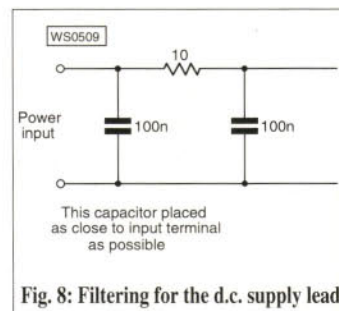 WS0509
10
Power
input
100n
100n
This capacitor placed
as close to input terminal
as possible
Fig. 8: Filtering for the d.c. supply lead